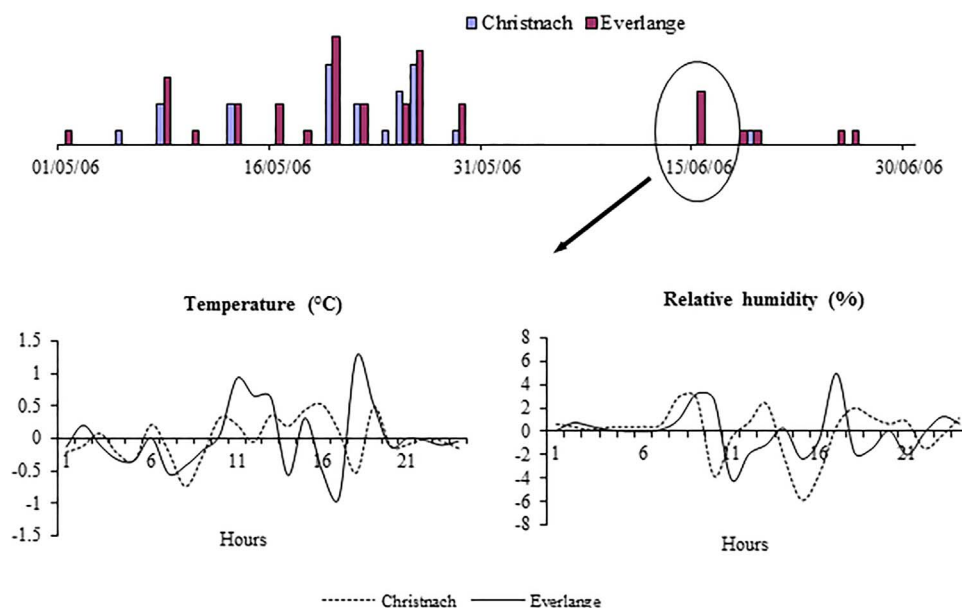 Christnach Everlange
01/05/06 16/05/06 31/05/06 15/06/06 30/06/06
Temperature (°C)
1.5
1
0.5
0
-0.5
-1
-1.5
1 6 11 16 21
Hours
Relative humidity (%)
8
6
4
2
0
-2
-4
-6
-8
1 6 11 16 21
Hours
Christnach Everlange